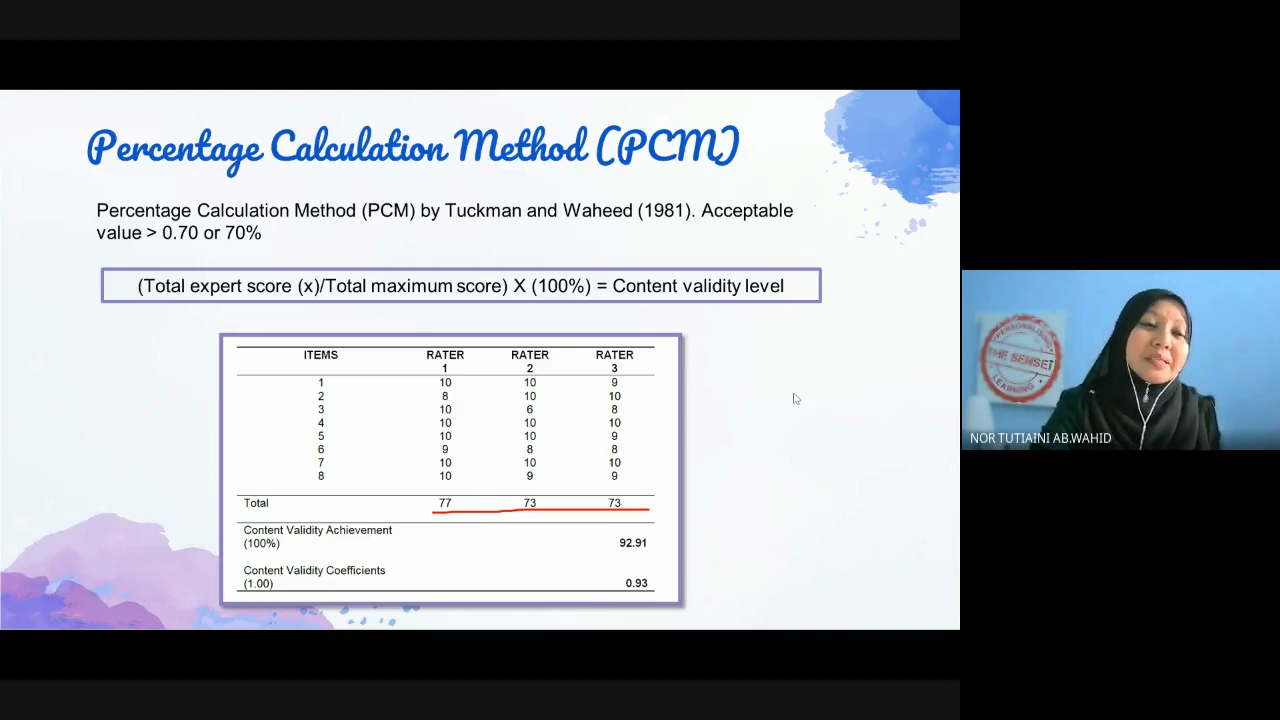 Percentage Calculation Method (PCM)
Percentage Calculation Method (PCM) by Tuckman and Waheed (1981). Acceptable
value > 0.70 or 70%
(Total expert score (x)/Total maximum score) X (100%) = Content validity level
ITEMS RATER RATER RATER
1 2 3
1 10 10 9
2 8 10 10
3 10 6 8
4 10 10 10
5 10 10 9
6 9 8 8
7 10 10 10
8 10 9 9
Total 77 73 73
Content Validity Achievement
(100%) 92.91
Content Validity Coefficients
(1.00) 0.93
PERSONALISING
THE SENSEI
LEARNING
NOR TUTIAINI AB.WAHID